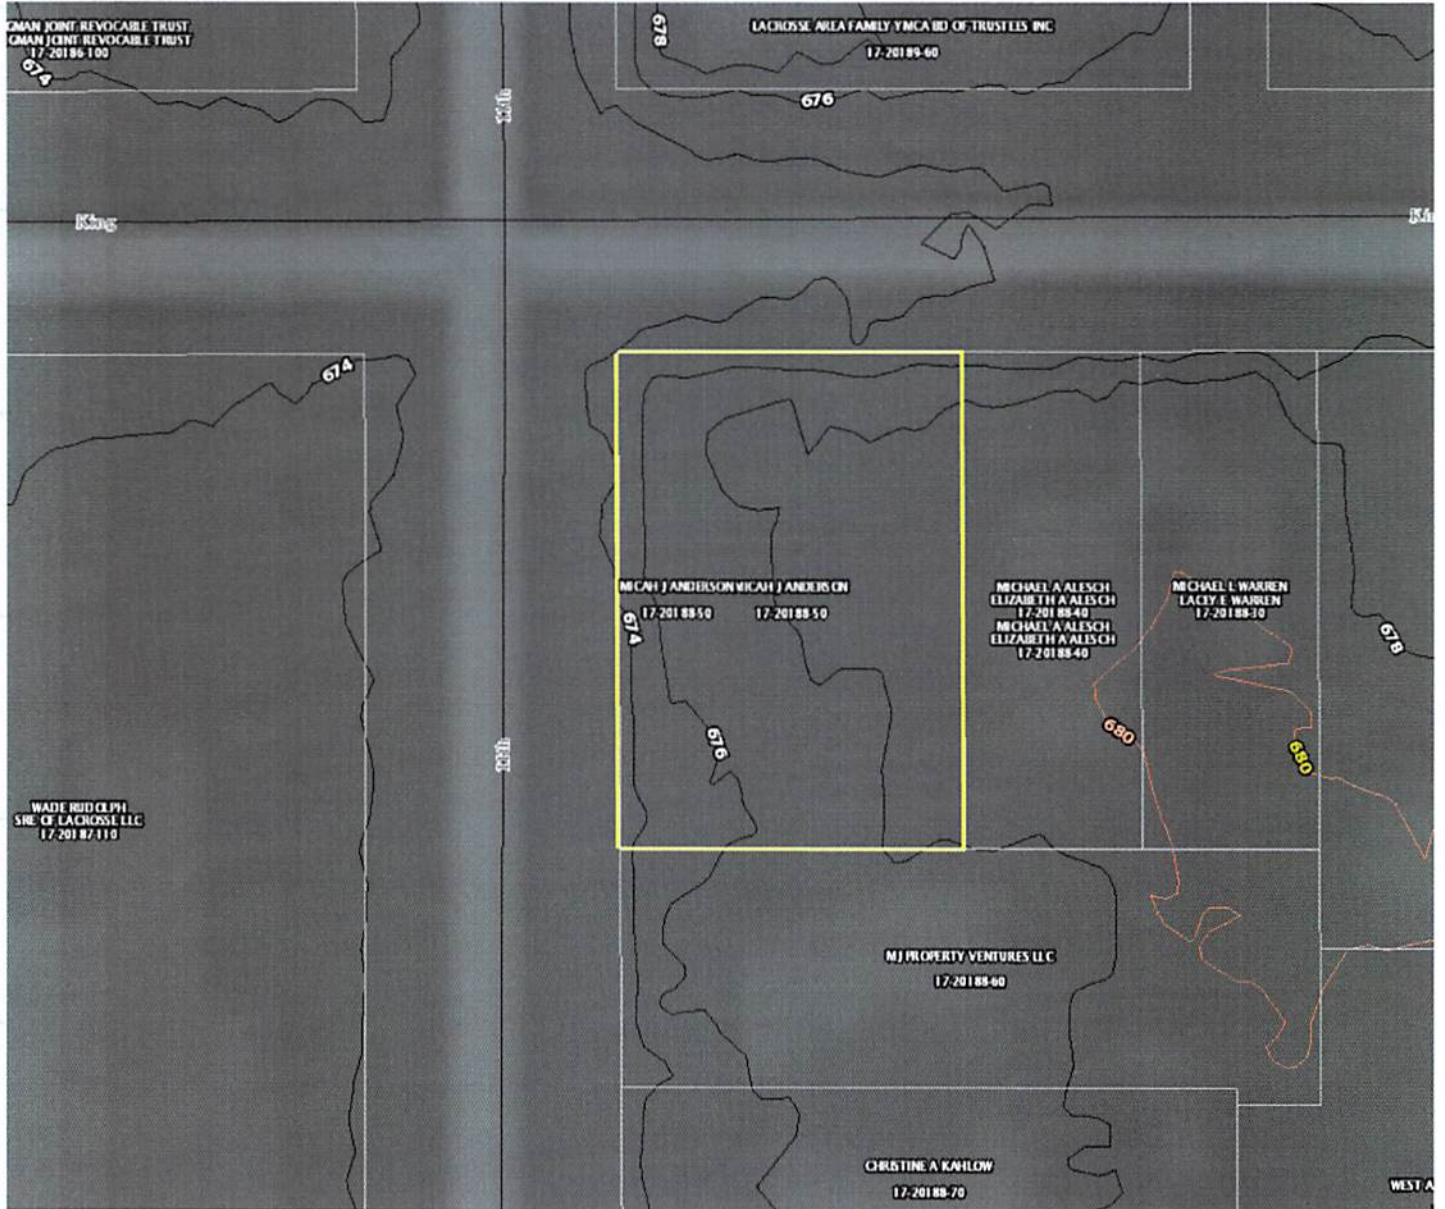 GMAN JOINT REVOCABLE TRUST
GMAN JOINT REVOCABLE TRUST
17-20186-100
674
678
LACROSSE AREA FAMILY YMCA BD OF TRUSTEES INC
17-20189-60
676
11th
King
674
MICAH J ANDERSON MICAH J ANDERSON
17-20188-50 17-20188-50
674
MICHAEL A ALESCH
ELIZABETH A ALESCH
17-20188-40
MICHAEL A ALESCH
ELIZABETH A ALESCH
17-20188-40
MICHAEL L WARREN
LACEY E WARREN
17-20188-30
678
676
680
680
11th
WADE RUDOLPH
SRE OF LACROSSE LLC
17-20187-110
MJ PROPERTY VENTURES LLC
17-20188-60
CHRISTINE A KAHLOW
17-20188-70
WEST A